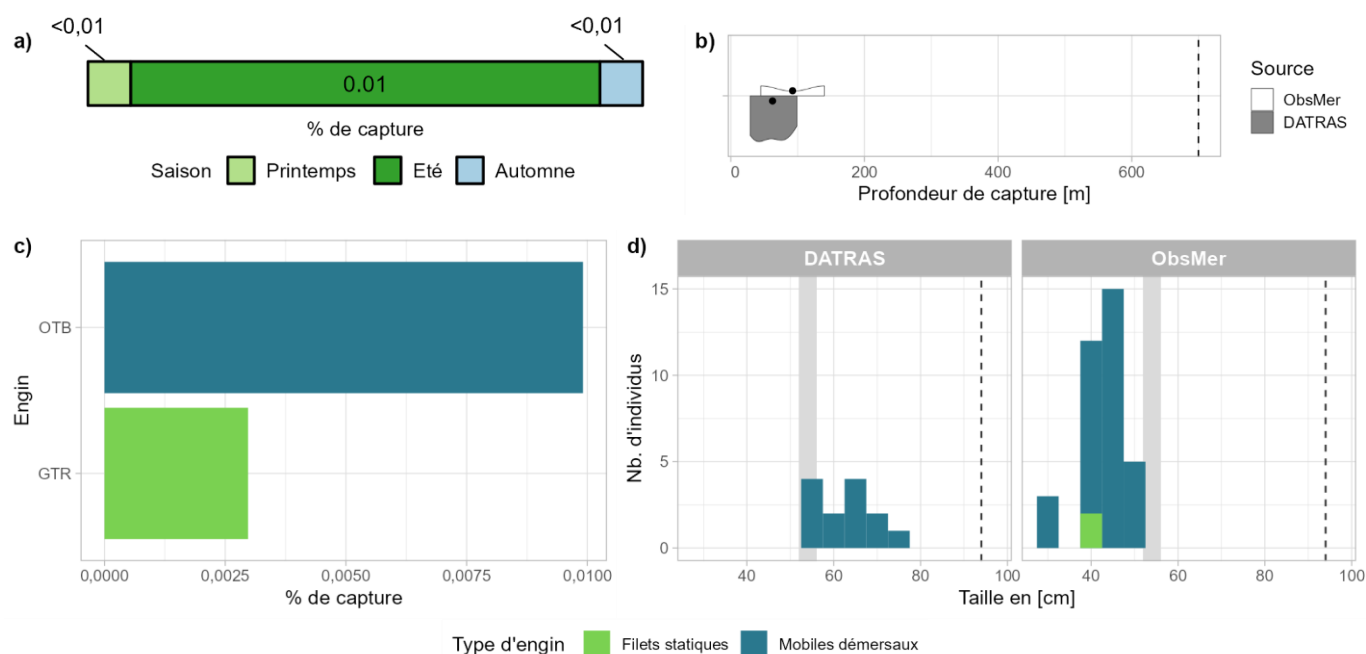 a)
<0,01
<0,01
0.01
% de capture
Saison Printemps Eté Automne
b)
0 200 400 600
Profondeur de capture [m]
Source
ObsMer
DATRAS
c)
Engin
OTB
GTR
0,0000 0,0025 0,0050 0,0075 0,0100
% de capture
d)
DATRAS ObsMer
Nb. d'individus
15
10
5
0
40 60 80 100 40 60 80 100
Taille en [cm]
Type d'engin Filets statiques Mobiles démersaux